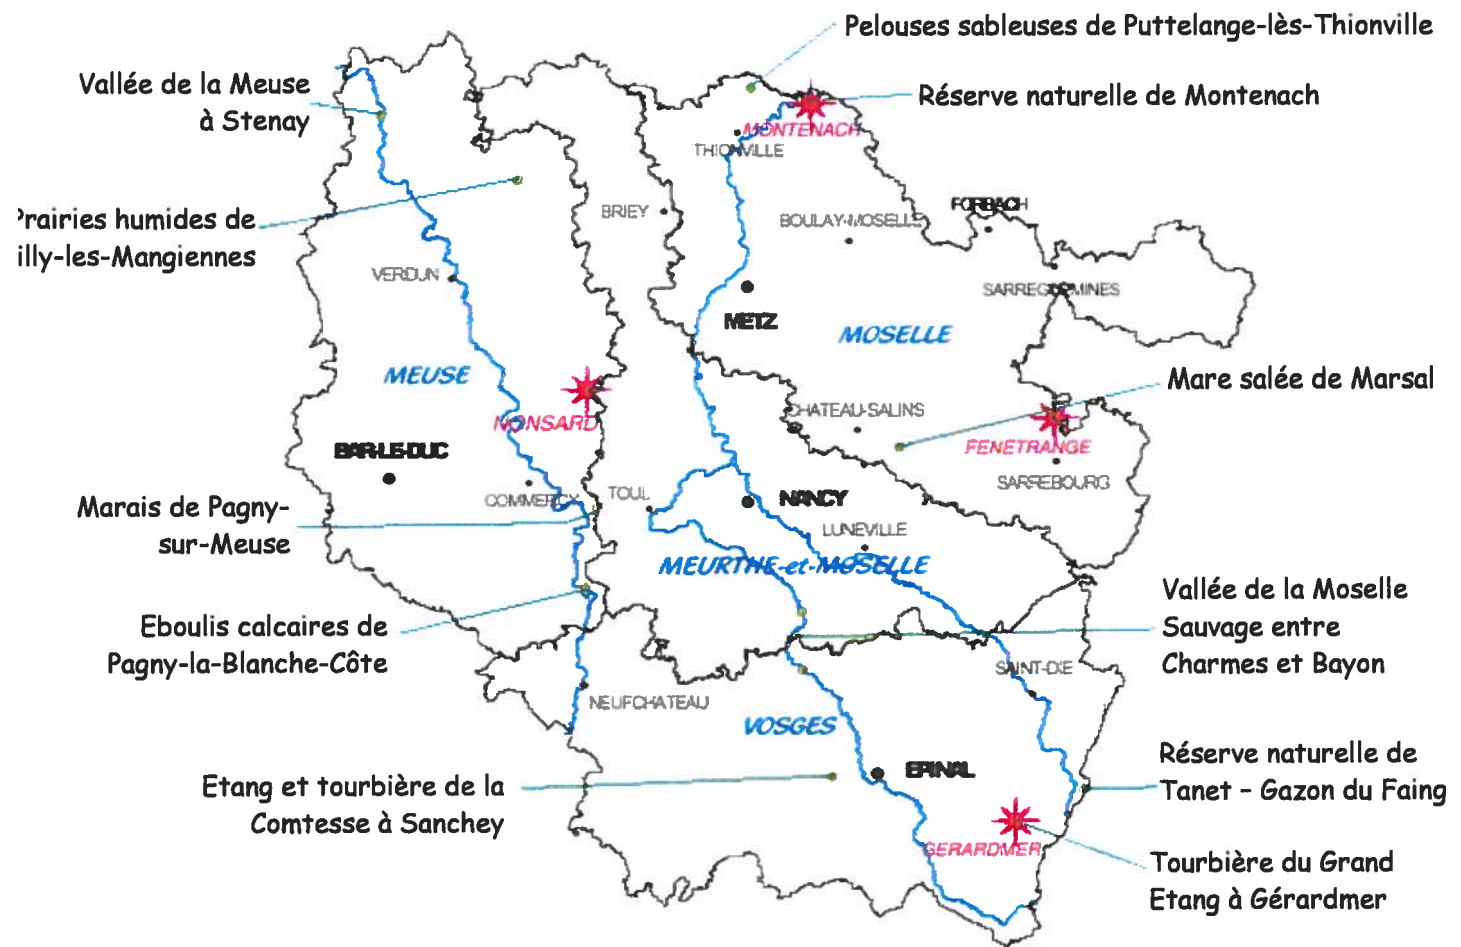 Pelouses sableuses de Puttelange-lès-Thionville
Vallée de la Meuse
à Stenay
Réserve naturelle de Montenach
MONTENACH
THIONVILLE
Prairies humides de
illy-les-Mangiennes
BRIEY
BOULAY-MOSELLE
FORBACH
VERDUN
SARREGUEMINES
METZ
MOSELLE
MEUSE
Mare salée de Marsal
CHATEAU-SALINS
NONSARD
FENETRANGE
BAR-LE-DUC
SARREBOURG
COMMERCY
TOUL
NANCY
LUNEVILLE
Marais de Pagny-
sur-Meuse
MEURTHE-et-MOSELLE
Vallée de la Moselle
Sauvage entre
Charmes et Bayon
Eboulis calcaires de
Pagny-la-Blanche-Côte
SAINT-DIE
NEUFCHATEAU
VOSGES
Réserve naturelle de
Tanet - Gazon du Faing
EPINAL
Etang et tourbière de la
Comtesse à Sanchey
GERARDMER
Tourbière du Grand
Etang à Gérardmer